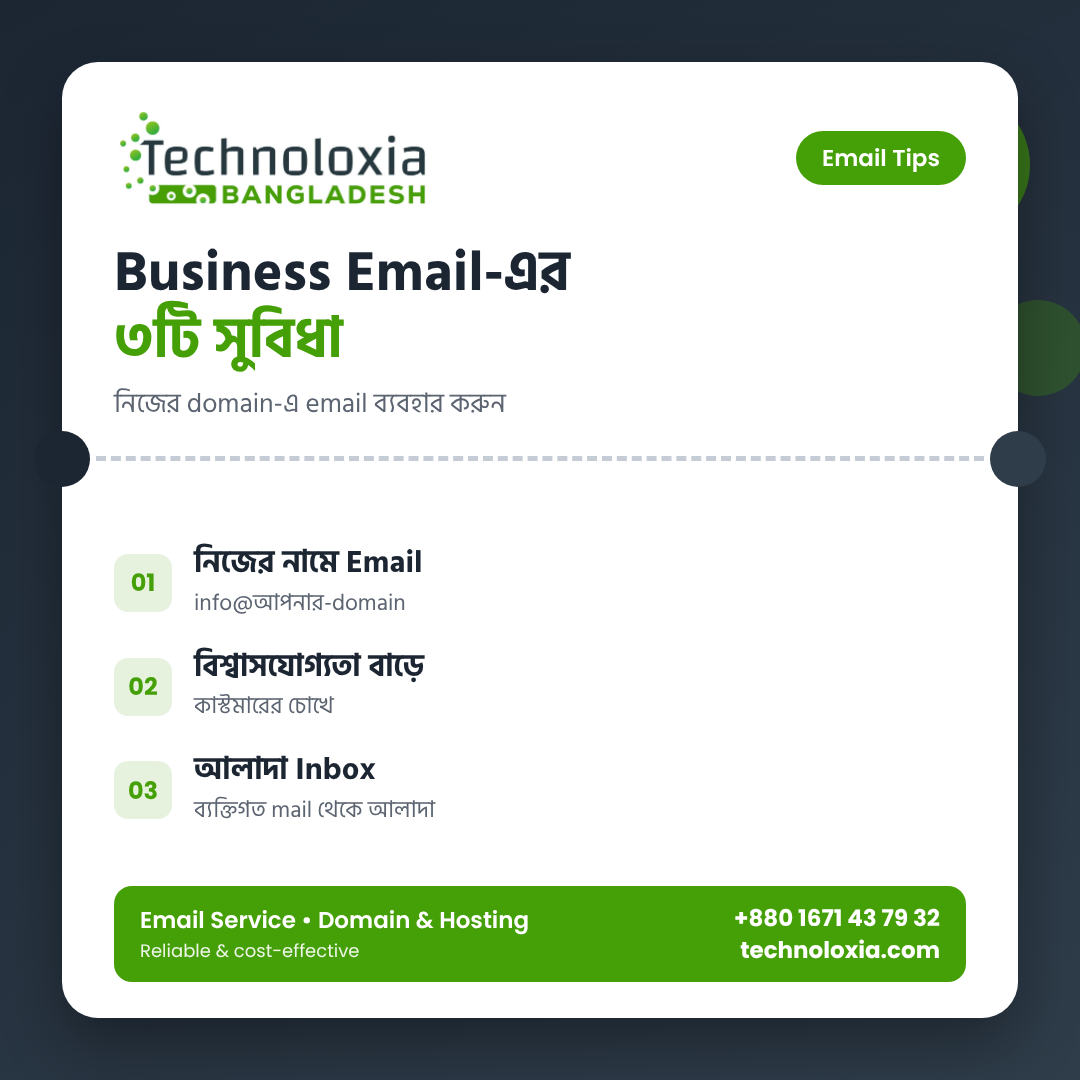 Technoloxia
BANGLADESH
Email Tips
Business Email-এর
৩টি সুবিধা
নিজের domain-এ email ব্যবহার করুন
01
নিজের নামে Email
info@আপনার-domain
02
বিশ্বাসযোগ্যতা বাড়ে
কাস্টমারের চোখে
03
আলাদা Inbox
ব্যক্তিগত mail থেকে আলাদা
Email Service • Domain & Hosting
Reliable & cost-effective
+880 1671 43 79 32
technoloxia.com